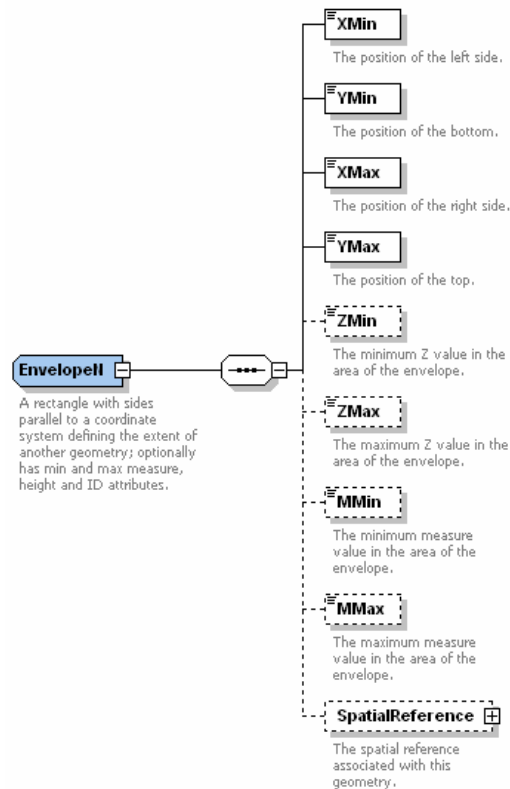 XMin
The position of the left side.
YMin
The position of the bottom.
XMax
The position of the right side.
YMax
The position of the top.
ZMin
The minimum Z value in the
area of the envelope.
EnvelopeN
A rectangle with sides
parallel to a coordinate
system defining the extent of
another geometry; optionally
has min and max measure,
height and ID attributes.
ZMax
The maximum Z value in the
area of the envelope.
MMin
The minimum measure
value in the area of the
envelope.
MMax
The maximum measure
value in the area of the
envelope.
SpatialReference
The spatial reference
associated with this
geometry.